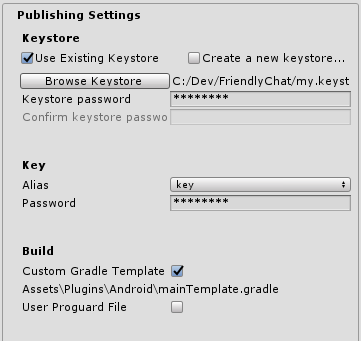 Publishing Settings
Keystore
Use Existing Keystore Create a new keystore...
Browse Keystore C:/Dev/FriendlyChat/my.keyst
Keystore password ********
Confirm keystore passwo
Key
Alias key
Password ********
Build
Custom Gradle Template
Assets\Plugins\Android\mainTemplate.gradle
User Proguard File